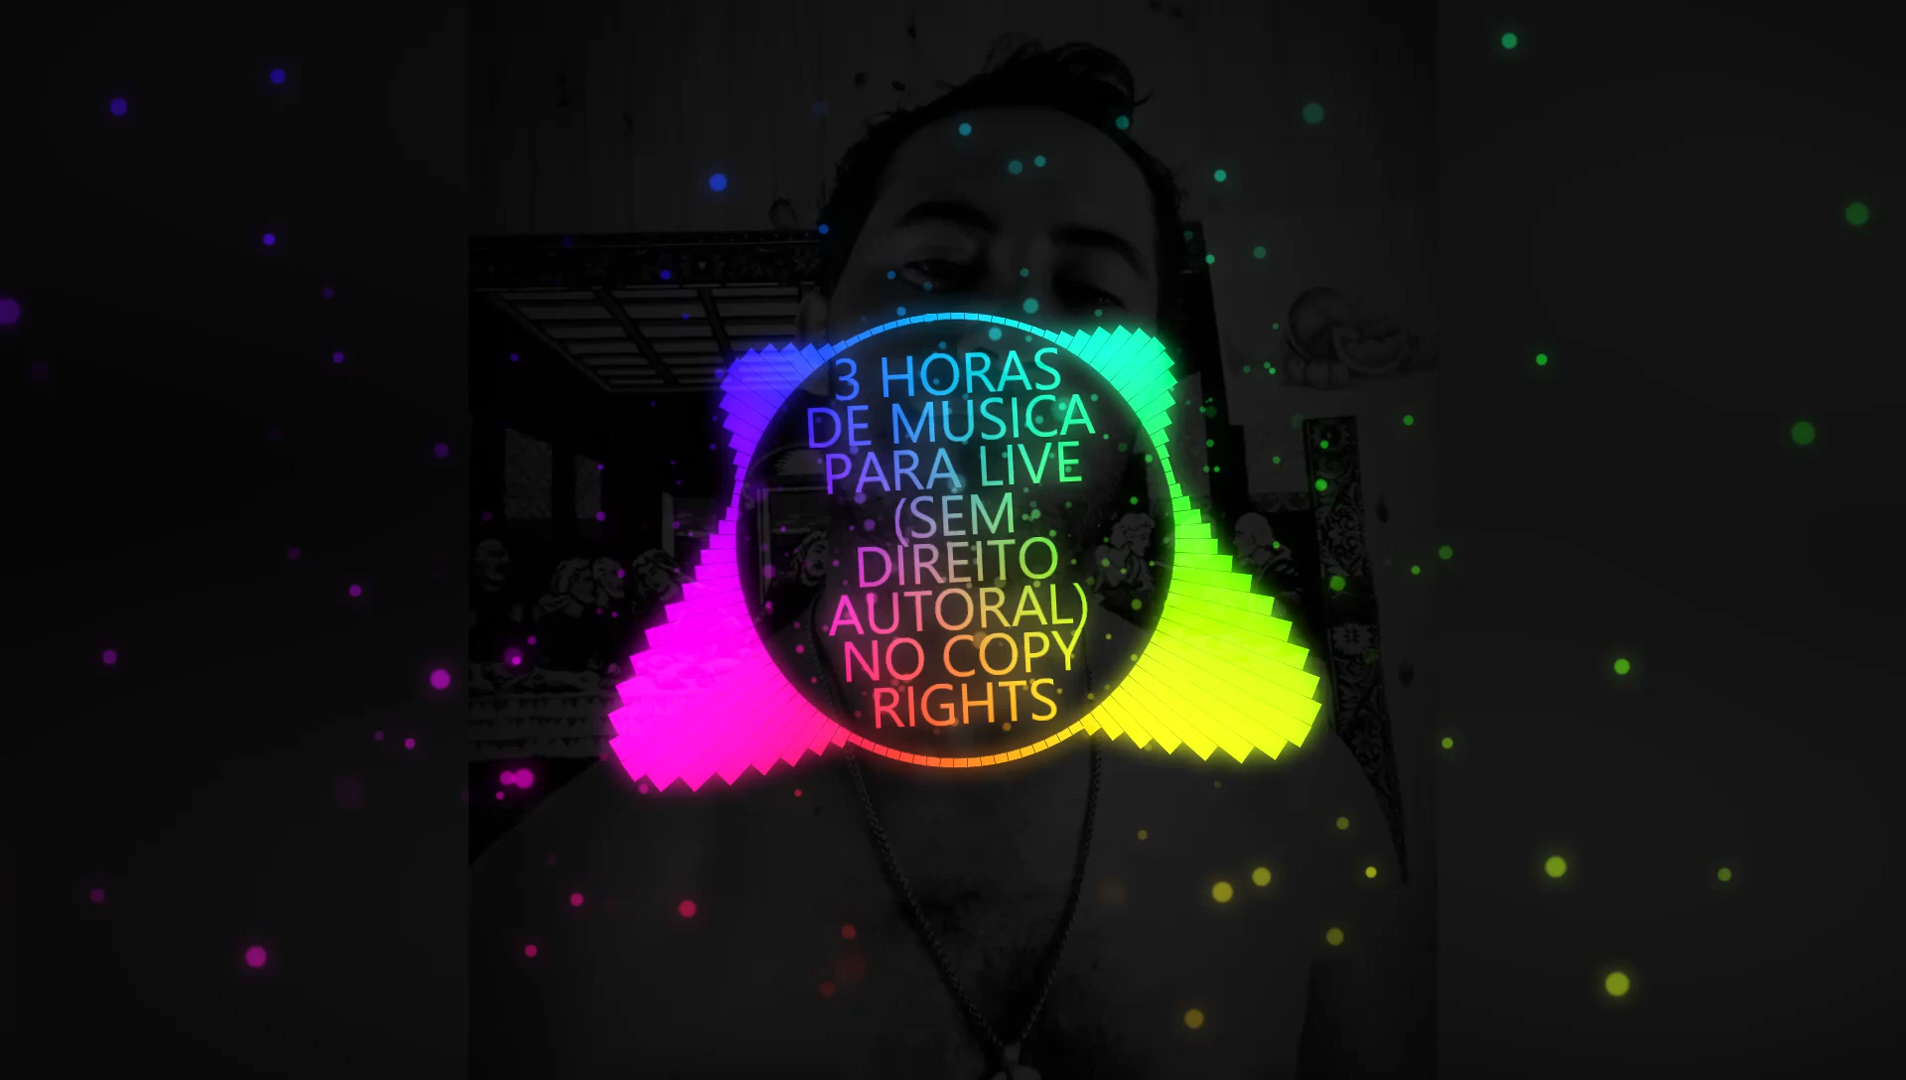 3 HORAS
DE MUSICA
PARA LIVE
(SEM
DIREITO
AUTORAL)
NO COPY
RIGHTS